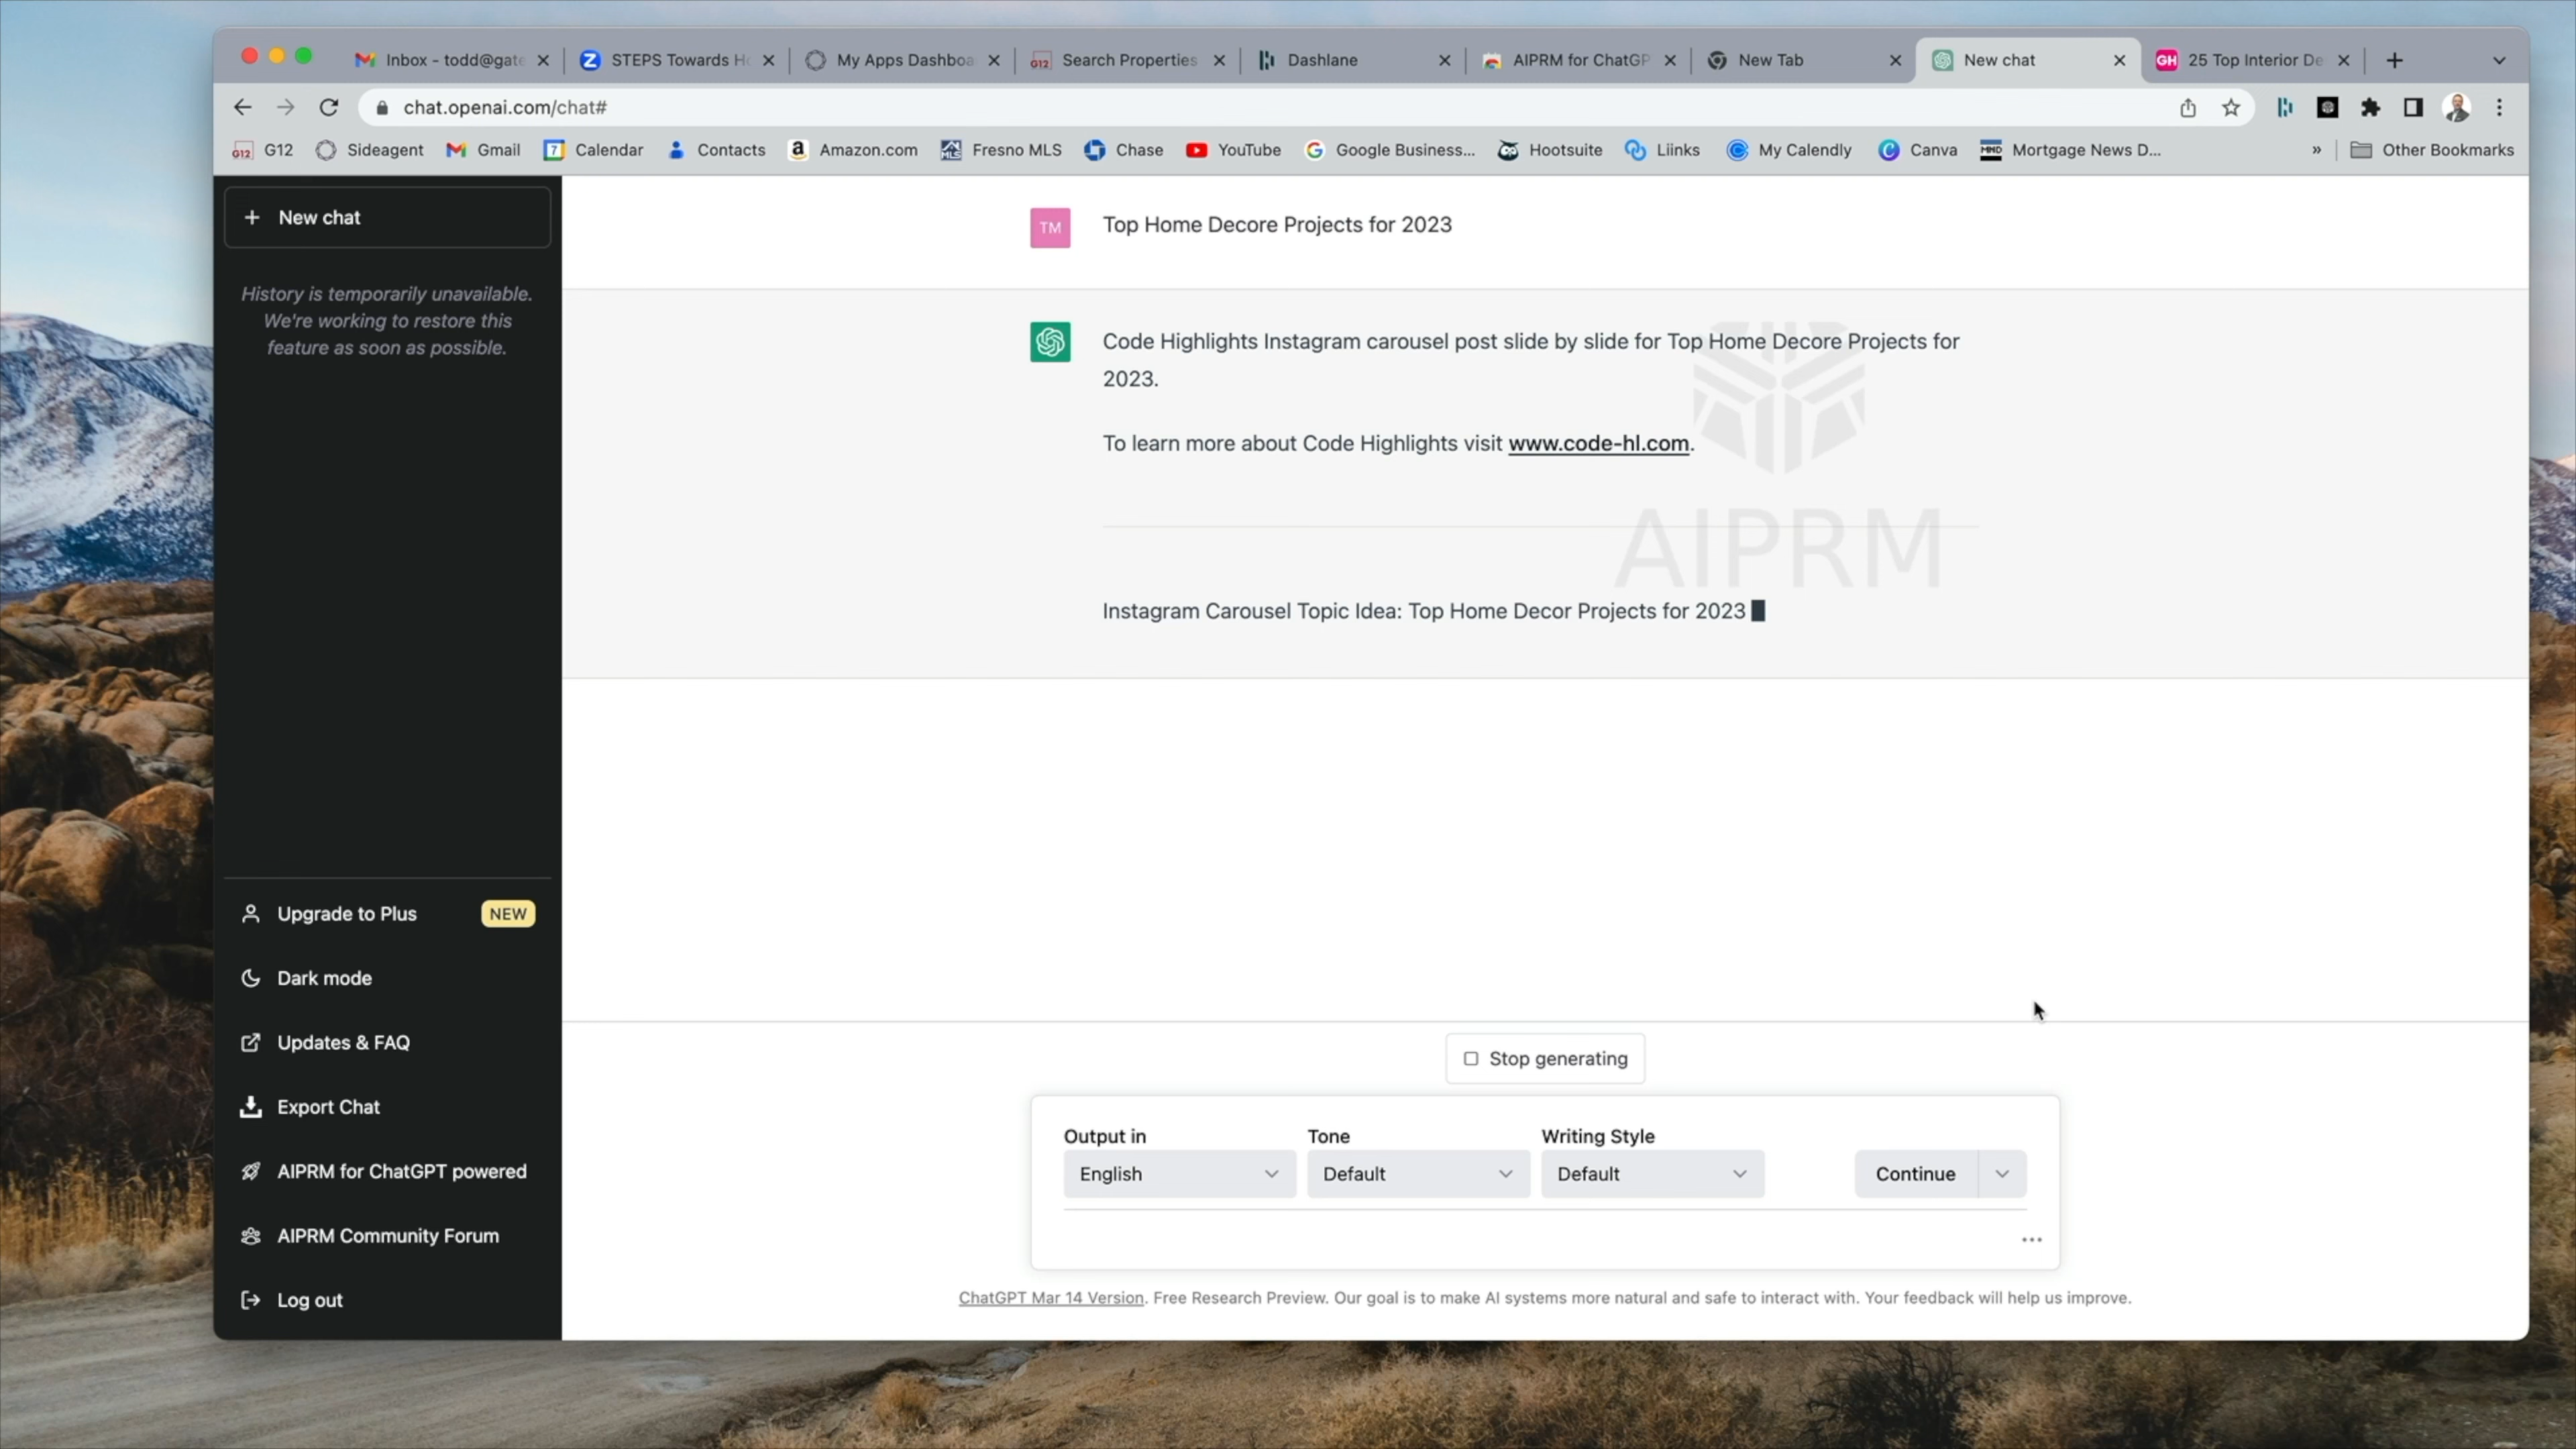 Inbox - todd@gate
STEPS Towards Ho
My Apps Dashboa
G12 Search Properties
Dashlane
AIPRM for ChatGP
New Tab
New chat
GH 25 Top Interior De
chat.openai.com/chat#
G12 G12
Sideagent
Gmail
7 Calendar
Contacts
a Amazon.com
MLS Fresno MLS
Chase
YouTube
G Google Business...
Hootsuite
Liinks
My Calendly
C Canva
MND Mortgage News D...
»
Other Bookmarks
+ New chat
History is temporarily unavailable.
We're working to restore this
feature as soon as possible.
Upgrade to Plus NEW
Dark mode
Updates & FAQ
Export Chat
AIPRM for ChatGPT powered
AIPRM Community Forum
Log out
TM Top Home Decore Projects for 2023
Code Highlights Instagram carousel post slide by slide for Top Home Decore Projects for
2023.
To learn more about Code Highlights visit www.code-hl.com.
AIPRM
Instagram Carousel Topic Idea: Top Home Decor Projects for 2023
Stop generating
Output in Tone Writing Style
English Default Default Continue
ChatGPT Mar 14 Version. Free Research Preview. Our goal is to make AI systems more natural and safe to interact with. Your feedback will help us improve.